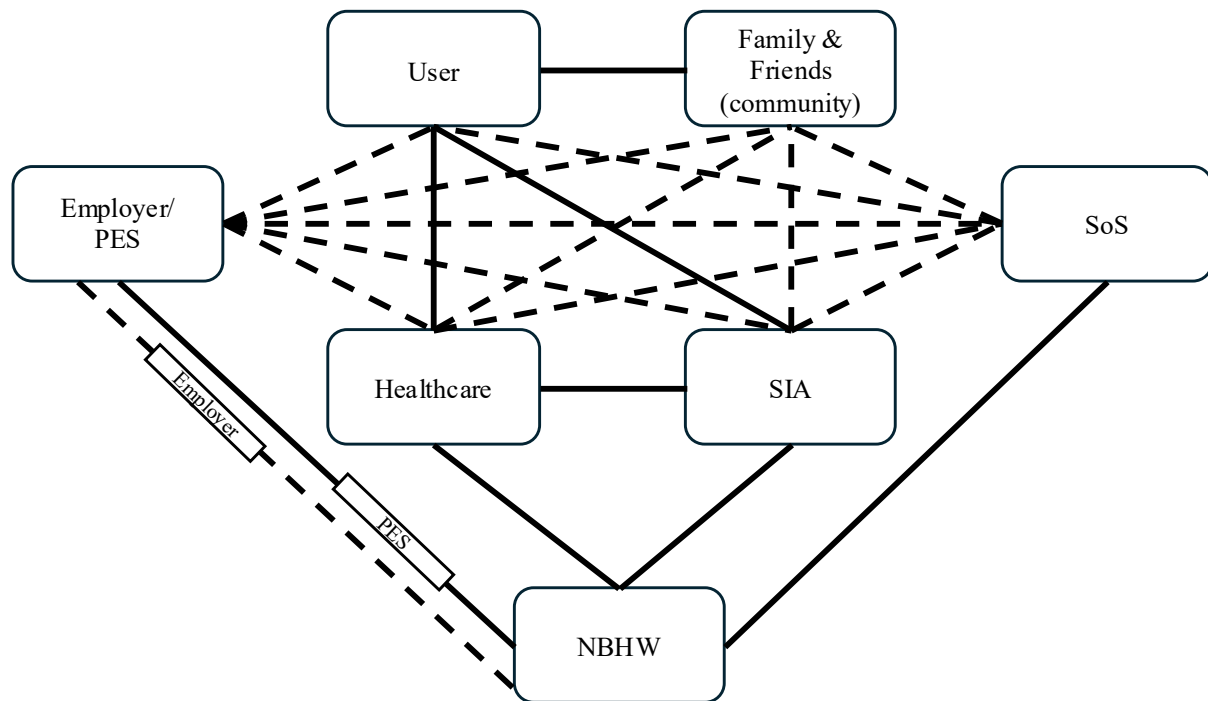 User
Family &
Friends
(community)
Employer/
PES
SoS
Healthcare
SIA
Employer
PES
NBHW